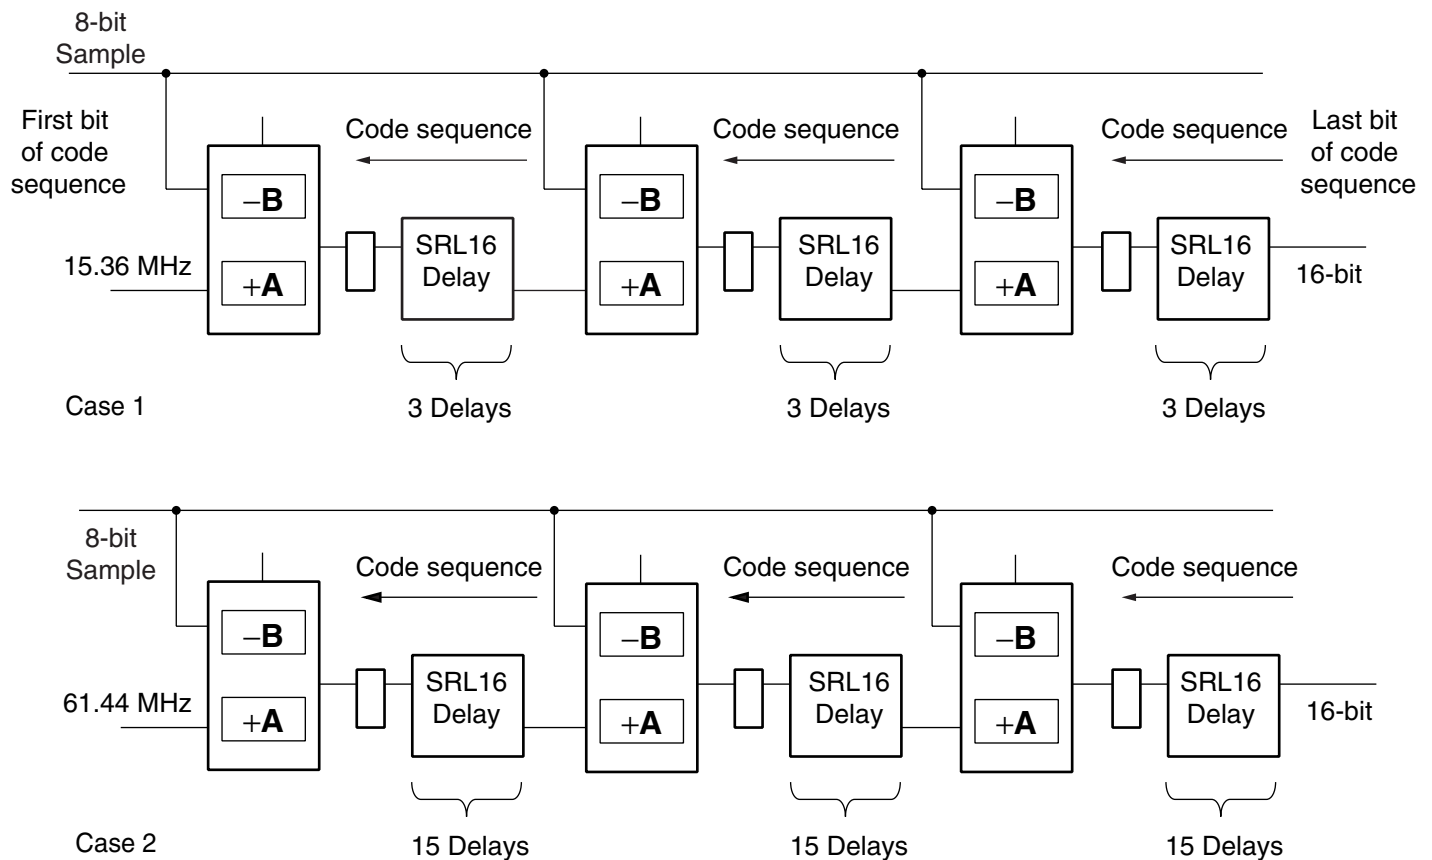 8-bit
Sample
First bit
of code
sequence
Code sequence
Code sequence
Code sequence
Last bit
of code
sequence
–B
–B
–B
15.36 MHz
+A
SRL16
Delay
+A
SRL16
Delay
+A
SRL16
Delay
16-bit
Case 1
3 Delays
3 Delays
3 Delays
8-bit
Sample
Code sequence
Code sequence
Code sequence
–B
–B
–B
61.44 MHz
+A
SRL16
Delay
+A
SRL16
Delay
+A
SRL16
Delay
16-bit
Case 2
15 Delays
15 Delays
15 Delays